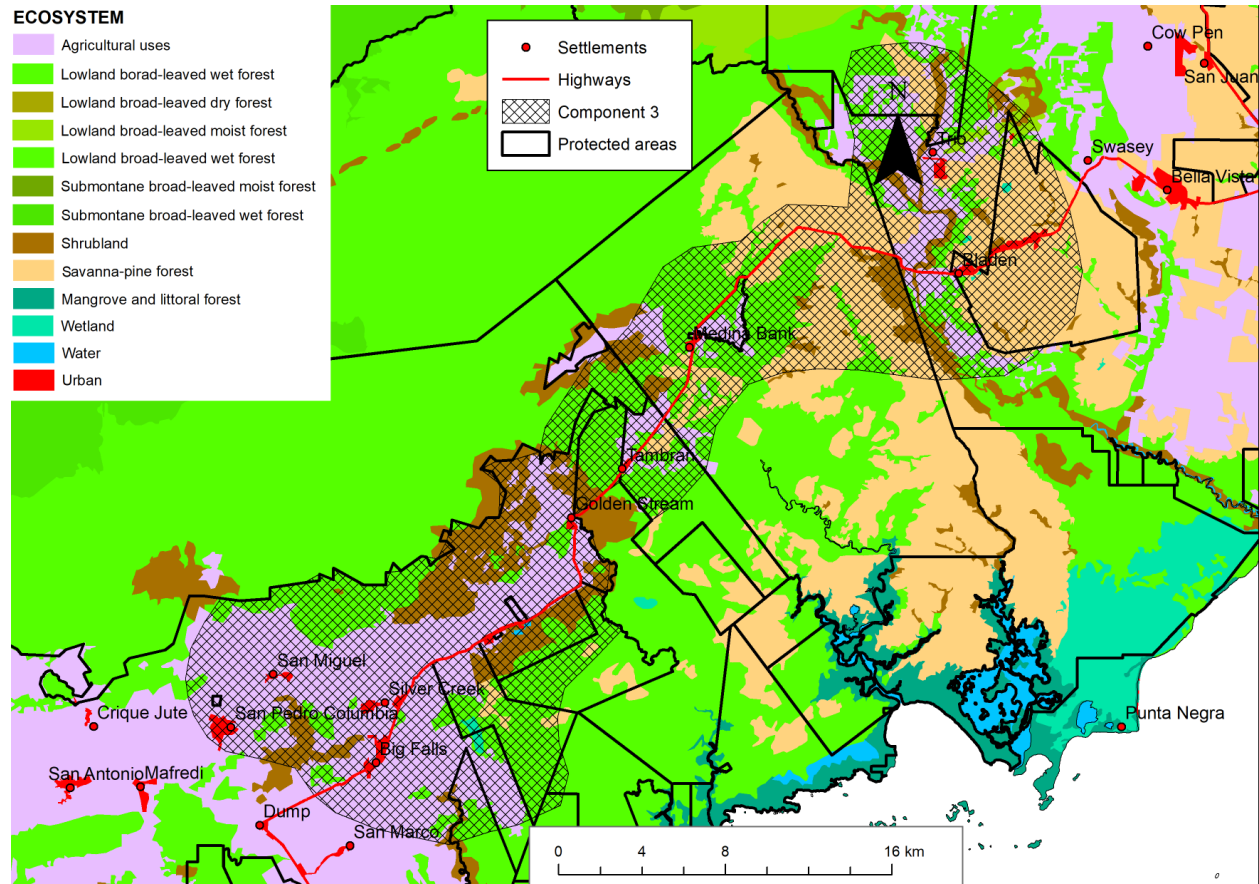 ECOSYSTEM
Agricultural uses
Lowland borad-leaved wet forest
Lowland broad-leaved dry forest
Lowland broad-leaved moist forest
Lowland broad-leaved wet forest
Submontane broad-leaved moist forest
Submontane broad-leaved wet forest
Shrubland
Savanna-pine forest
Mangrove and littoral forest
Wetland
Water
Urban
Settlements
Highways
Component 3
Protected areas
N
Cow Pen
San Juan
Trio
Swasey
Bella Vista
Bladen
Medina Bank
Tambran
Golden Stream
San Miguel
Silver Creek
Crique Jute
San Pedro Columbia
Punta Negra
Big Falls
San Antonio
Mafredi
Dump
San Marco
0 4 8 16 km